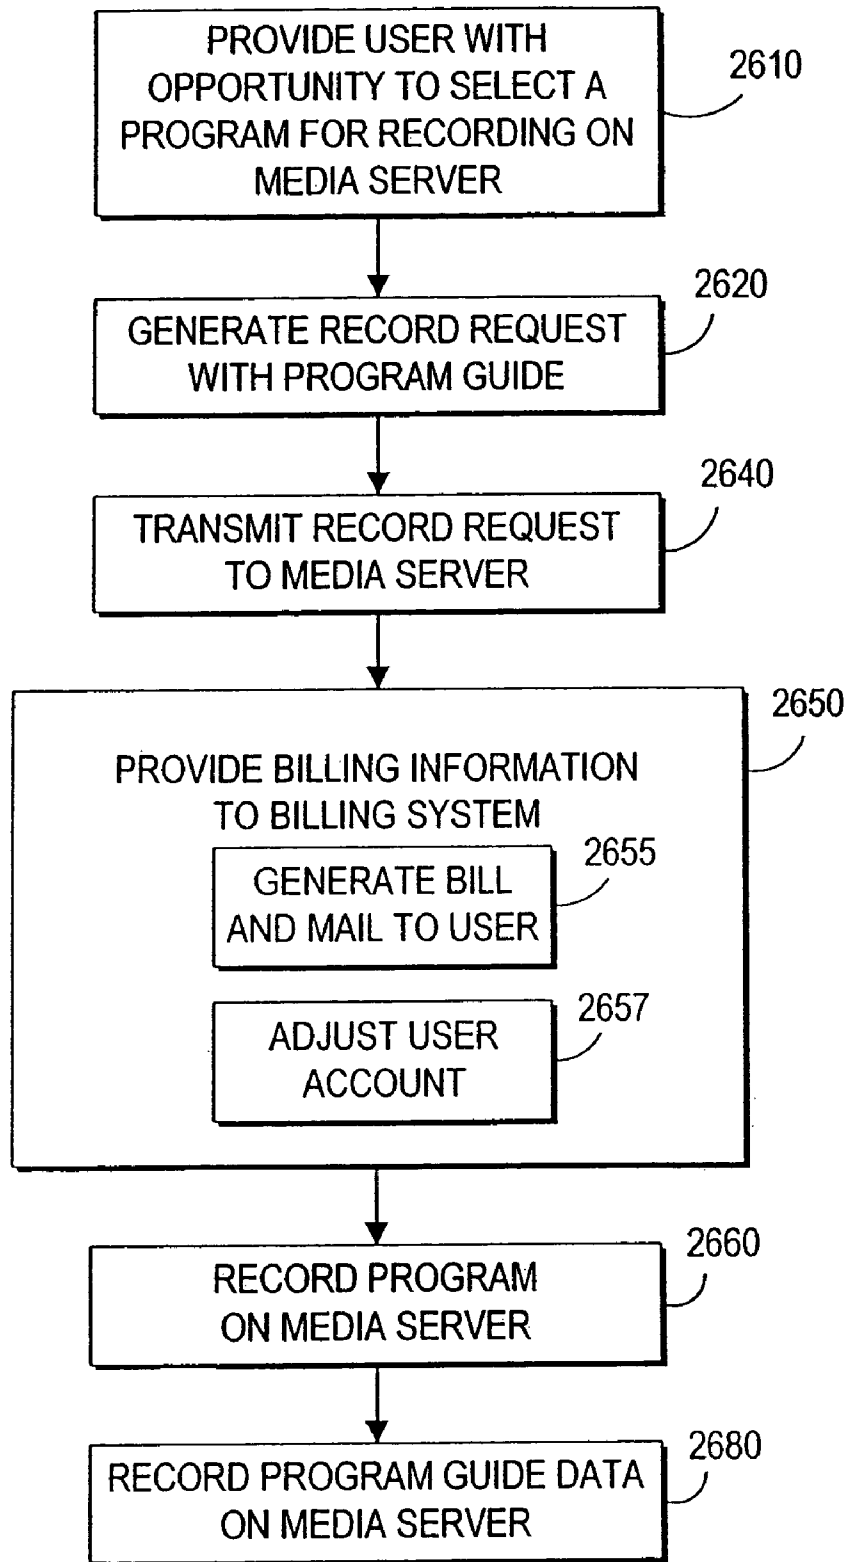 PROVIDE USER WITH
OPPORTUNITY TO SELECT A
PROGRAM FOR RECORDING ON
MEDIA SERVER
2610
GENERATE RECORD REQUEST
WITH PROGRAM GUIDE
2620
TRANSMIT RECORD REQUEST
TO MEDIA SERVER
2640
PROVIDE BILLING INFORMATION
TO BILLING SYSTEM
2650
GENERATE BILL
AND MAIL TO USER
2655
ADJUST USER
ACCOUNT
2657
RECORD PROGRAM
ON MEDIA SERVER
2660
RECORD PROGRAM GUIDE DATA
ON MEDIA SERVER
2680